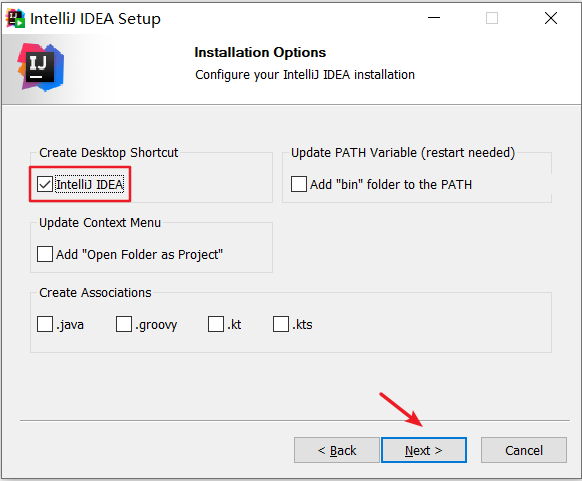 IntelliJ IDEA Setup
IJ
Installation Options
Configure your IntelliJ IDEA installation
Create Desktop Shortcut
IntelliJ IDEA
Update PATH Variable (restart needed)
Add "bin" folder to the PATH
Update Context Menu
Add "Open Folder as Project"
Create Associations
.java .groovy .kt .kts
< Back Next > Cancel